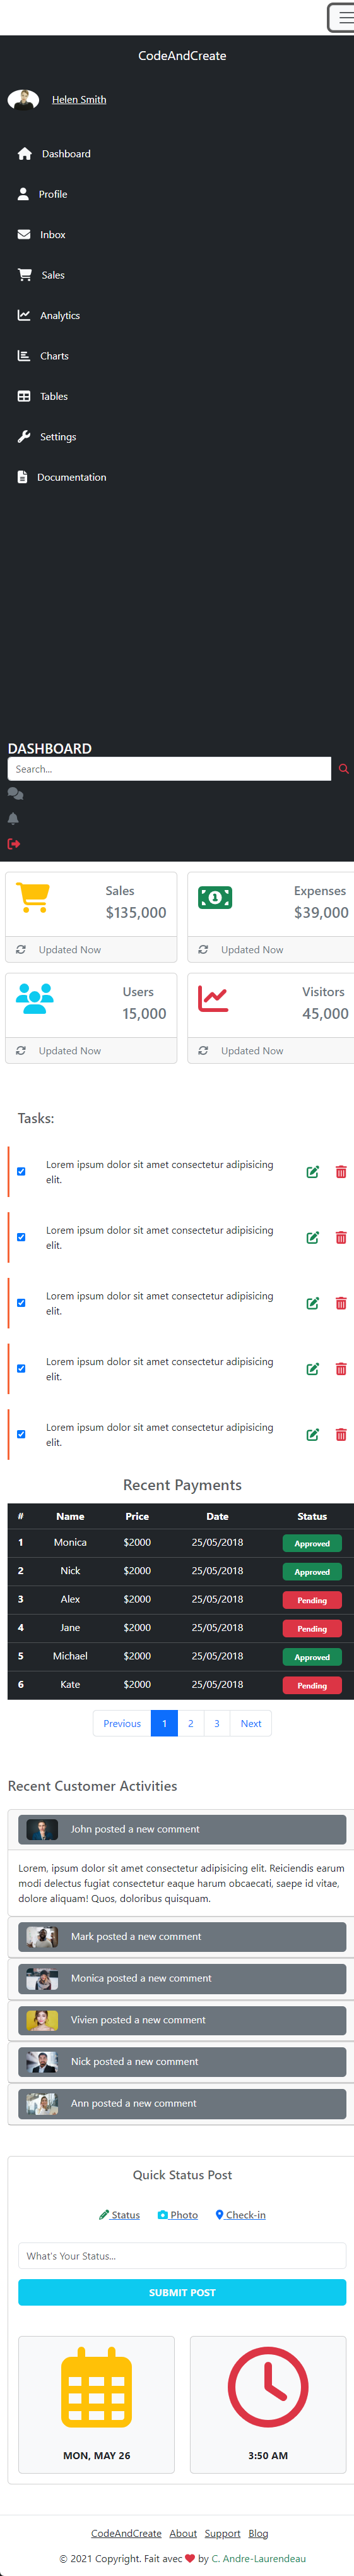 CodeAndCreate
Helen Smith
Dashboard
Profile
Inbox
Sales
Analytics
Charts
Tables
Settings
Documentation
DASHBOARD
Search...
Sales
$135,000
Updated Now
Expenses
$39,000
Updated Now
Users
15,000
Updated Now
Visitors
45,000
Updated Now
Tasks:
Lorem ipsum dolor sit amet consectetur adipisicing
elit.
Lorem ipsum dolor sit amet consectetur adipisicing
elit.
Lorem ipsum dolor sit amet consectetur adipisicing
elit.
Lorem ipsum dolor sit amet consectetur adipisicing
elit.
Lorem ipsum dolor sit amet consectetur adipisicing
elit.
Recent Payments
# Name Price Date Status
1 Monica $2000 25/05/2018 Approved
2 Nick $2000 25/05/2018 Approved
3 Alex $2000 25/05/2018 Pending
4 Jane $2000 25/05/2018 Pending
5 Michael $2000 25/05/2018 Approved
6 Kate $2000 25/05/2018 Pending
Previous 1 2 3 Next
Recent Customer Activities
John posted a new comment
Lorem, ipsum dolor sit amet consectetur adipisicing elit. Reiciendis earum
modi delectus fugiat consectetur eaque harum obcaecati, saepe id vitae,
dolore aliquam! Quos, doloribus quisquam.
Mark posted a new comment
Monica posted a new comment
Vivien posted a new comment
Nick posted a new comment
Ann posted a new comment
Quick Status Post
Status Photo Check-in
What's Your Status...
SUBMIT POST
MON, MAY 26
3:50 AM
CodeAndCreate About Support Blog
© 2021 Copyright. Fait avec ❤ by C. Andre-Laurendeau